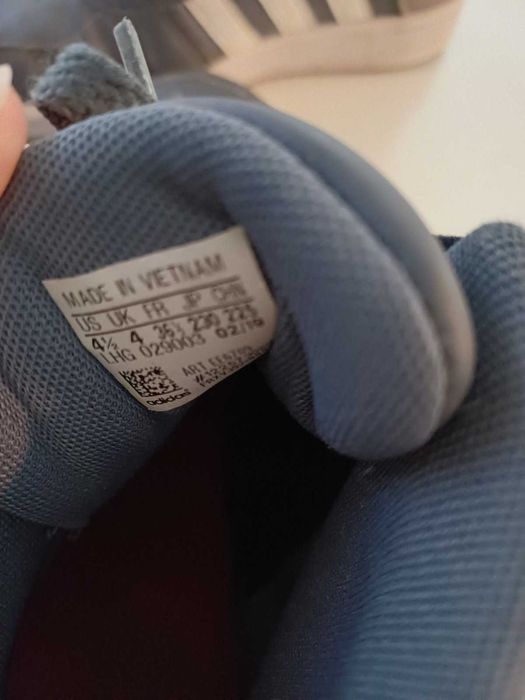 MADE IN VIETNAM
US UK FR JP CHN
4½ 4 36⅔ 230 225
LHG 029003 02/19
ART
adidas